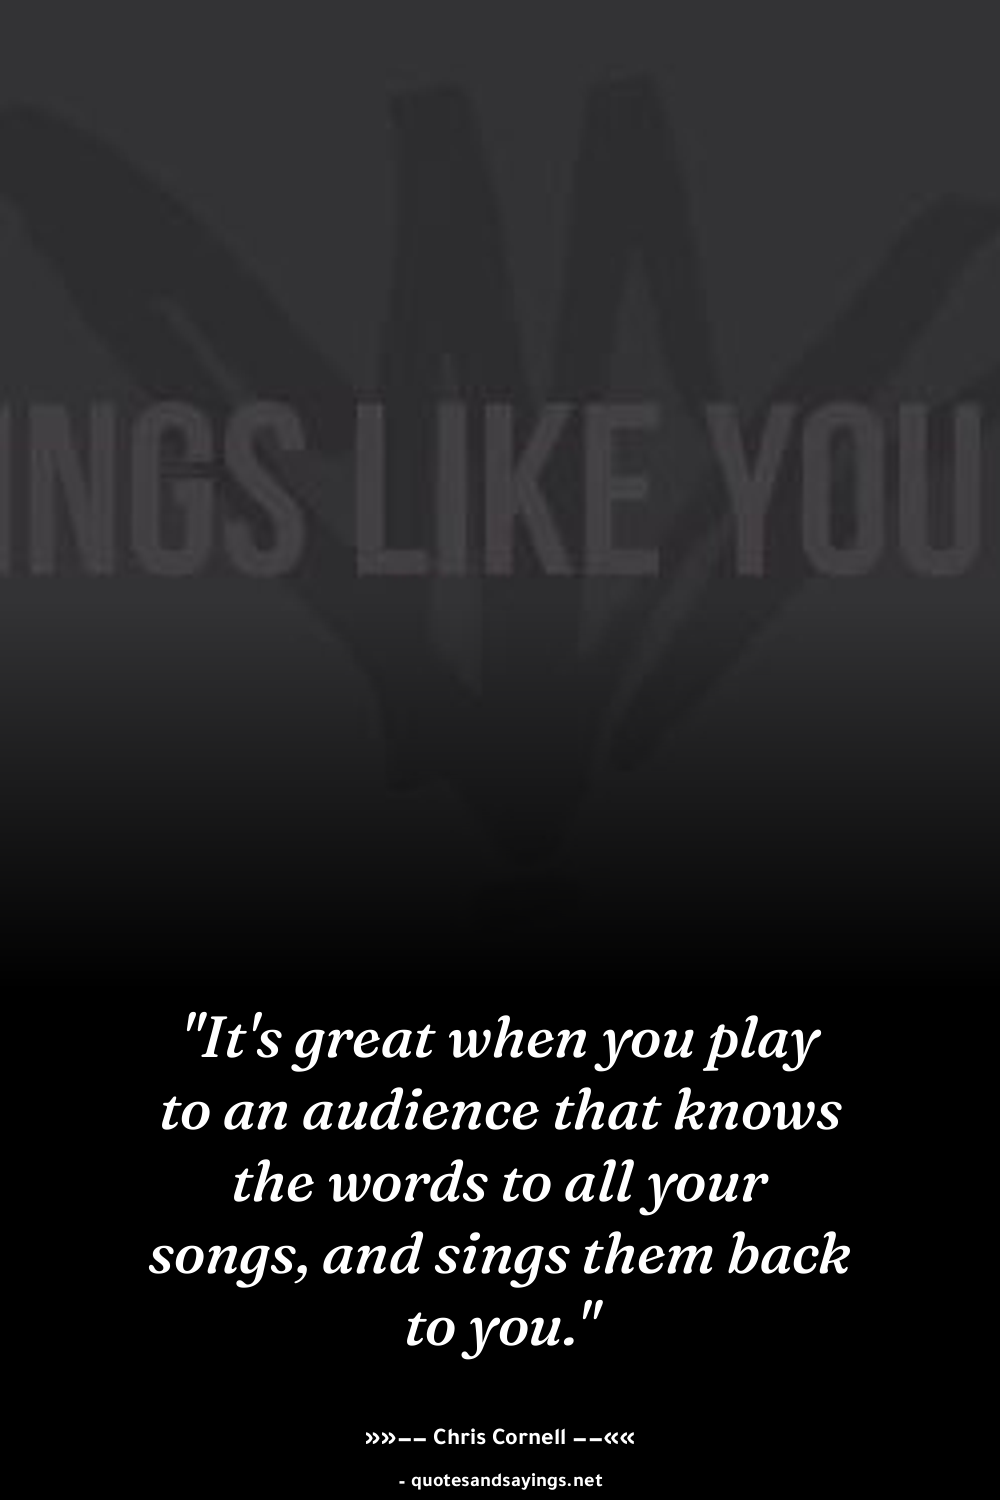 INGS LIKE YOU
"It's great when you play
to an audience that knows
the words to all your
songs, and sings them back
to you."
»»—— Chris Cornell ——««
- quotesandsayings.net